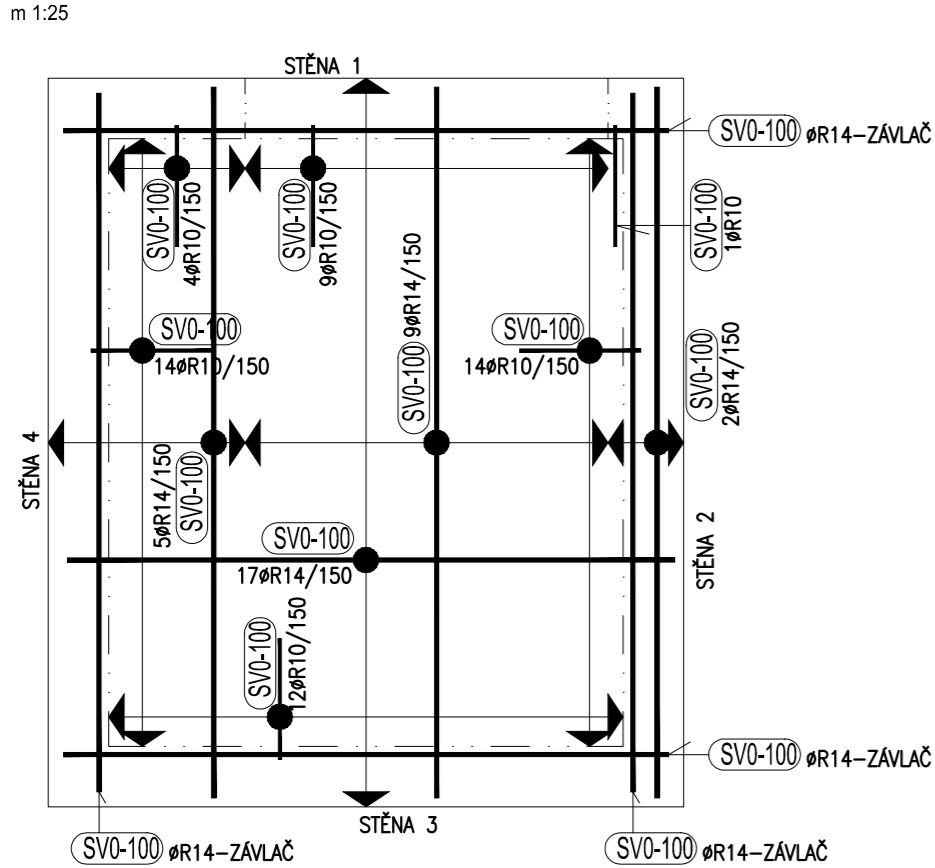 m 1:25
STĚNA 1
SV0-100 øR14-ZÁVLAČ
SV0-100
4øR10/150
SV0-100
9øR10/150
SV0-100
1øR10
SV0-100
14øR10/150
SV0-100 9øR14/150
SV0-100
14øR10/150
SV0-100
2øR14/150
STĚNA 4
5øR14/150
SV0-100
SV0-100
17øR14/150
STĚNA 2
SV0-100
12øR10/150
SV0-100 øR14-ZÁVLAČ
STĚNA 3
SV0-100 øR14-ZÁVLAČ
SV0-100 øR14-ZÁVLAČ